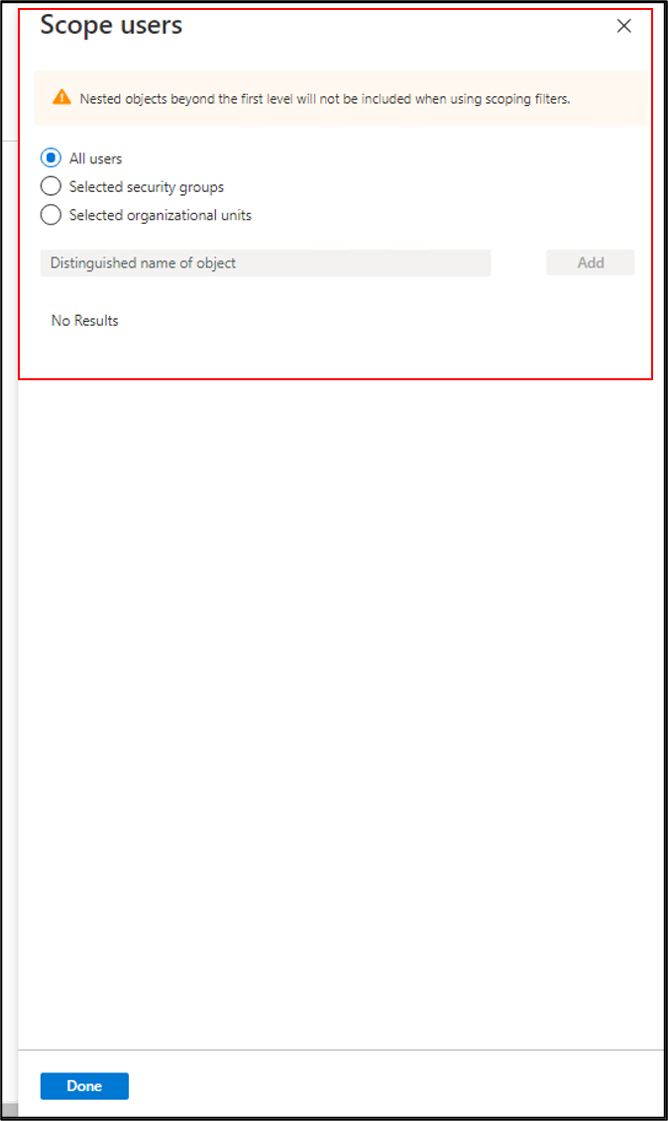 Scope users
Nested objects beyond the first level will not be included when using scoping filters.
All users
Selected security groups
Selected organizational units
Distinguished name of object
Add
No Results
Done